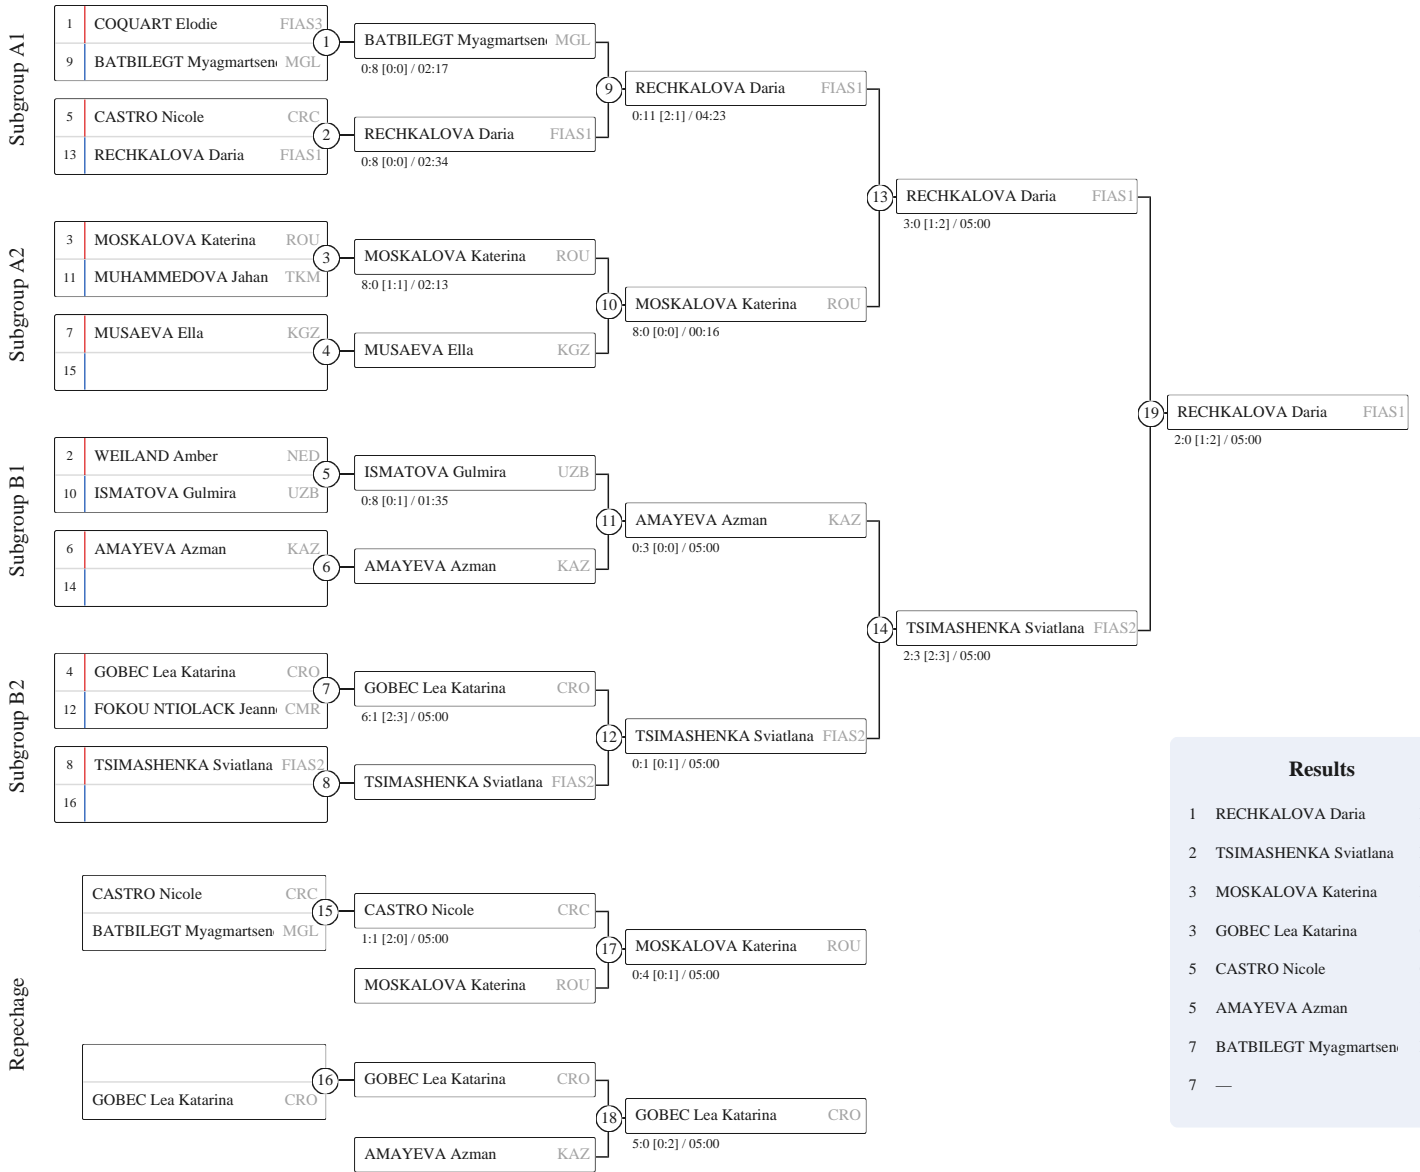 Subgroup A1
1 COQUART Elodie FIAS3
9 BATBILEGT Myagmartsen MGL
1
5 CASTRO Nicole CRC
13 RECHKALOVA Daria FIAS1
2
BATBILEGT Myagmartsen MGL
0:8 [0:0] / 02:17
RECHKALOVA Daria FIAS1
0:8 [0:0] / 02:34
9
RECHKALOVA Daria FIAS1
0:11 [2:1] / 04:23
Subgroup A2
3 MOSKALOVA Katerina ROU
11 MUHAMMEDOVA Jahan TKM
3
7 MUSAEVA Ella KGZ
15
4
MOSKALOVA Katerina ROU
8:0 [1:1] / 02:13
MUSAEVA Ella KGZ
10
MOSKALOVA Katerina ROU
8:0 [0:0] / 00:16
13
RECHKALOVA Daria FIAS1
3:0 [1:2] / 05:00
Subgroup B1
2 WEILAND Amber NED
10 ISMATOVA Gulmira UZB
5
6 AMAYEVA Azman KAZ
14
6
ISMATOVA Gulmira UZB
0:8 [0:1] / 01:35
AMAYEVA Azman KAZ
11
AMAYEVA Azman KAZ
0:3 [0:0] / 05:00
Subgroup B2
4 GOBEC Lea Katarina CRO
12 FOKOU NTIOLACK Jeann CMR
7
8 TSIMASHENKA Sviatlana FIAS2
16
8
GOBEC Lea Katarina CRO
6:1 [2:3] / 05:00
TSIMASHENKA Sviatlana FIAS2
12
TSIMASHENKA Sviatlana FIAS2
0:1 [0:1] / 05:00
14
TSIMASHENKA Sviatlana FIAS2
2:3 [2:3] / 05:00
19
RECHKALOVA Daria FIAS1
2:0 [1:2] / 05:00
Repechage
CASTRO Nicole CRC
BATBILEGT Myagmartsen MGL
15
CASTRO Nicole CRC
1:1 [2:0] / 05:00
MOSKALOVA Katerina ROU
17
MOSKALOVA Katerina ROU
0:4 [0:1] / 05:00
GOBEC Lea Katarina CRO
16
GOBEC Lea Katarina CRO
AMAYEVA Azman KAZ
18
GOBEC Lea Katarina CRO
5:0 [0:2] / 05:00
Results
1 RECHKALOVA Daria
2 TSIMASHENKA Sviatlana
3 MOSKALOVA Katerina
3 GOBEC Lea Katarina
5 CASTRO Nicole
5 AMAYEVA Azman
7 BATBILEGT Myagmartsen
7 —